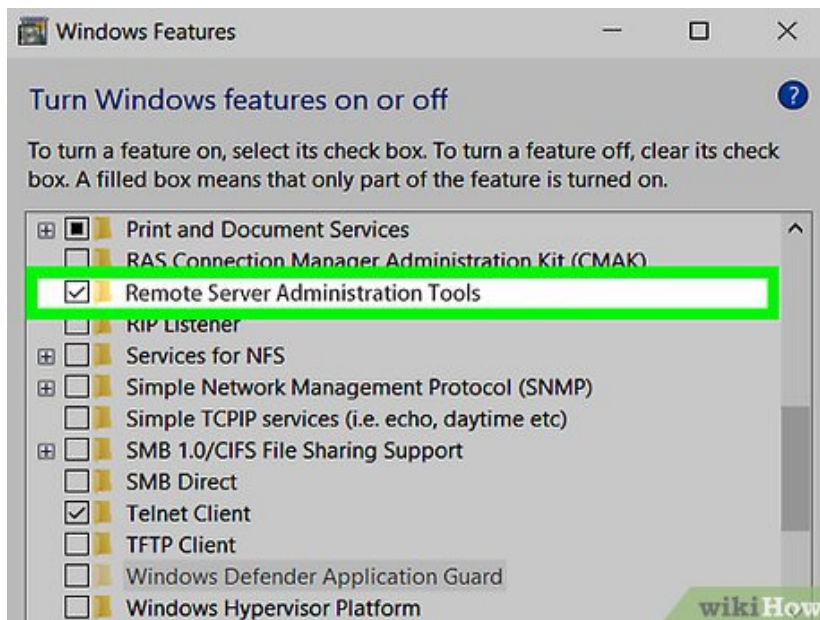 Windows Features
Turn Windows features on or off
?
To turn a feature on, select its check box. To turn a feature off, clear its check
box. A filled box means that only part of the feature is turned on.
Print and Document Services
RAS Connection Manager Administration Kit (CMAK)
Remote Server Administration Tools
RIP Listener
Services for NFS
Simple Network Management Protocol (SNMP)
Simple TCPIP services (i.e. echo, daytime etc)
SMB 1.0/CIFS File Sharing Support
SMB Direct
Telnet Client
TFTP Client
Windows Defender Application Guard
Windows Hypervisor Platform
wikiHow